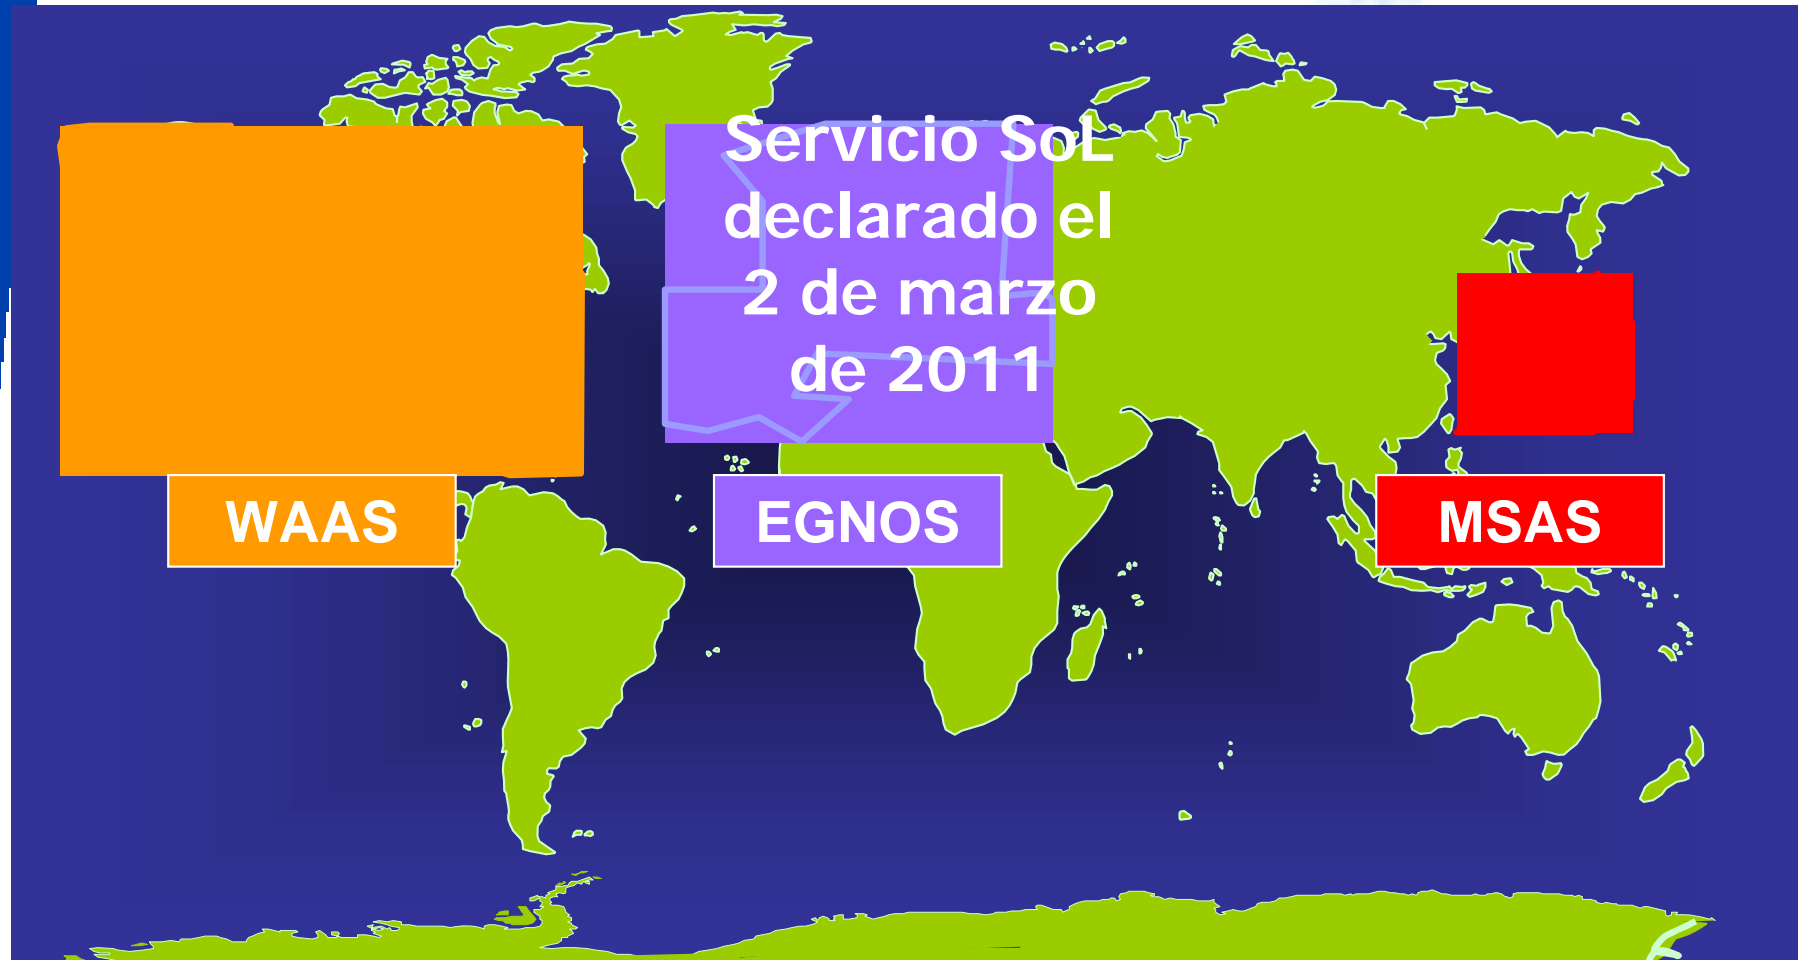 Servicio SoL
declarado el
2 de marzo
de 2011
WAAS
EGNOS
MSAS